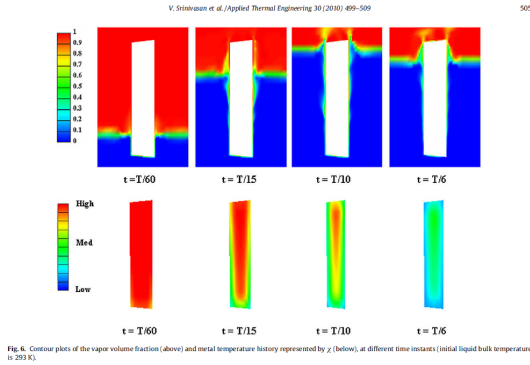 V. Srinivasan et al. / Applied Thermal Engineering 30 (2010) 499–509
505
1
0.9
0.8
0.7
0.6
0.5
0.4
0.3
0.2
0.1
0
t =T/60
t = T/15
t = T/10
t = T/6
High
Med
Low
t = T/60
t = T/15
t = T/10
t = T/6
Fig. 6. Contour plots of the vapor volume fraction (above) and metal temperature history represented by χ (below), at different time instants (initial liquid bulk temperature
is 293 K).